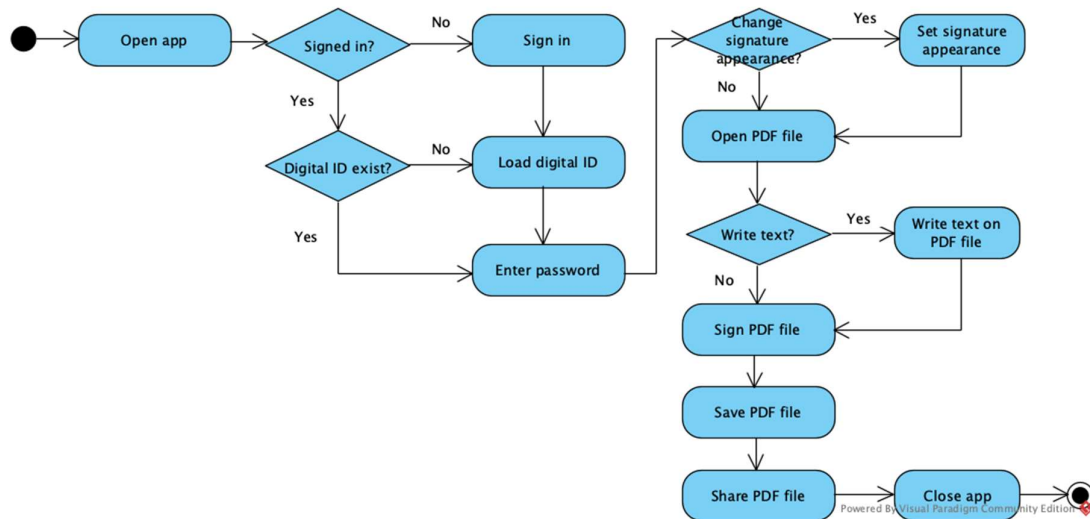 Open app
Signed in?
No
Sign in
Yes
Digital ID exist?
No
Load digital ID
Yes
Enter password
Change
signature
appearance?
Yes
Set signature
appearance
No
Open PDF file
Write text?
Yes
Write text on
PDF file
No
Sign PDF file
Save PDF file
Share PDF file
Close app
Powered By Visual Paradigm Community Edition